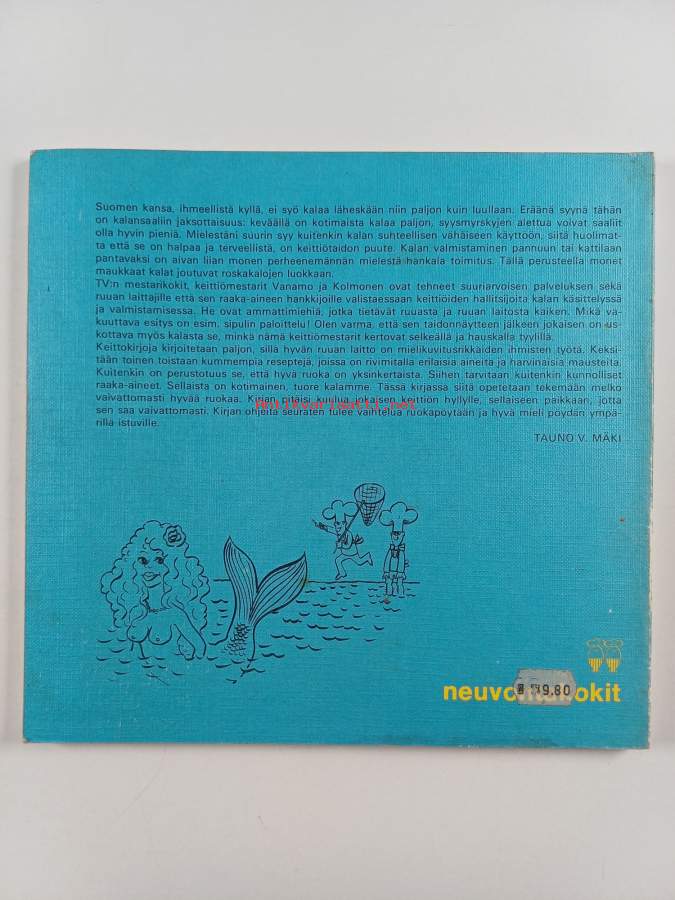 Suomen kansa, ihmeellistä kyllä, ei syö kalaa läheskään niin paljon kuin luullaan. Eräänä syynä tähän
on kalansaaliin jaksottaisuus: keväällä on kotimaista kalaa paljon, syysmyrskyjen alettua voivat saaliit
olla hyvin pieniä. Mielestäni suurin syy kuitenkin kalan suhteellisen vähäiseen käyttöön, siitä huolimat-
ta että se on halpaa ja terveellistä, on keittiötaidon puute. Kalan valmistaminen pannuun tai kattilaan
pantavaksi on aivan liian monen perheenemännän mielestä hankala toimitus. Tällä perusteella monet
maukkaat kalat joutuvat roskakalojen luokkaan.
TV:n mestarikokit, keittiömestarit Vanamo ja Kolmonen ovat tehneet suuriarvoisen palveluksen sekä
ruuan laittajille että sen raaka-aineen hankkijoille valistaessaan keittiöiden hallitsijoita kalan käsittelyssä
ja valmistamisessa. He ovat ammattimiehiä, jotka tietävät ruuasta ja ruuan laitosta kaiken. Mikä va-
kuuttava esitys on esim. sipulin paloittelu! Olen varma, että sen taidonnäytteen jälkeen jokaisen on us-
kottava myös kalasta se, minkä nämä keittiömestarit kertovat selkeällä ja hauskalla tyylillä.
Keittokirjoja kirjoitetaan paljon, sillä hyvän ruuan laitto on mielikuvitusrikkaiden ihmisten työtä. Keksi-
tään toinen toistaan kummempia reseptejä, joissa on rivimitalla erilaisia aineita ja harvinaisia mausteita.
Kuitenkin on perustotuus se, että hyvä ruoka on yksinkertaista. Siihen tarvitaan kuitenkin kunnolliset
raaka-aineet. Sellaista on kotimainen, tuore kalamme. Tässä kirjassa siitä opetetaan tekemään melko
vaivattomasti hyvää ruokaa. Kirjan pitäisi kuulua jokaisen keittiön hyllylle, sellaiseen paikkaan, jotta
sen saa vaivattomasti. Kirjan ohjeita seuraten tulee vaihtelua ruokapöytään ja hyvä mieli pöydän ympä-
rillä istuville.
TAUNO V. MÄKI
Antikvariaatti.net
9.80